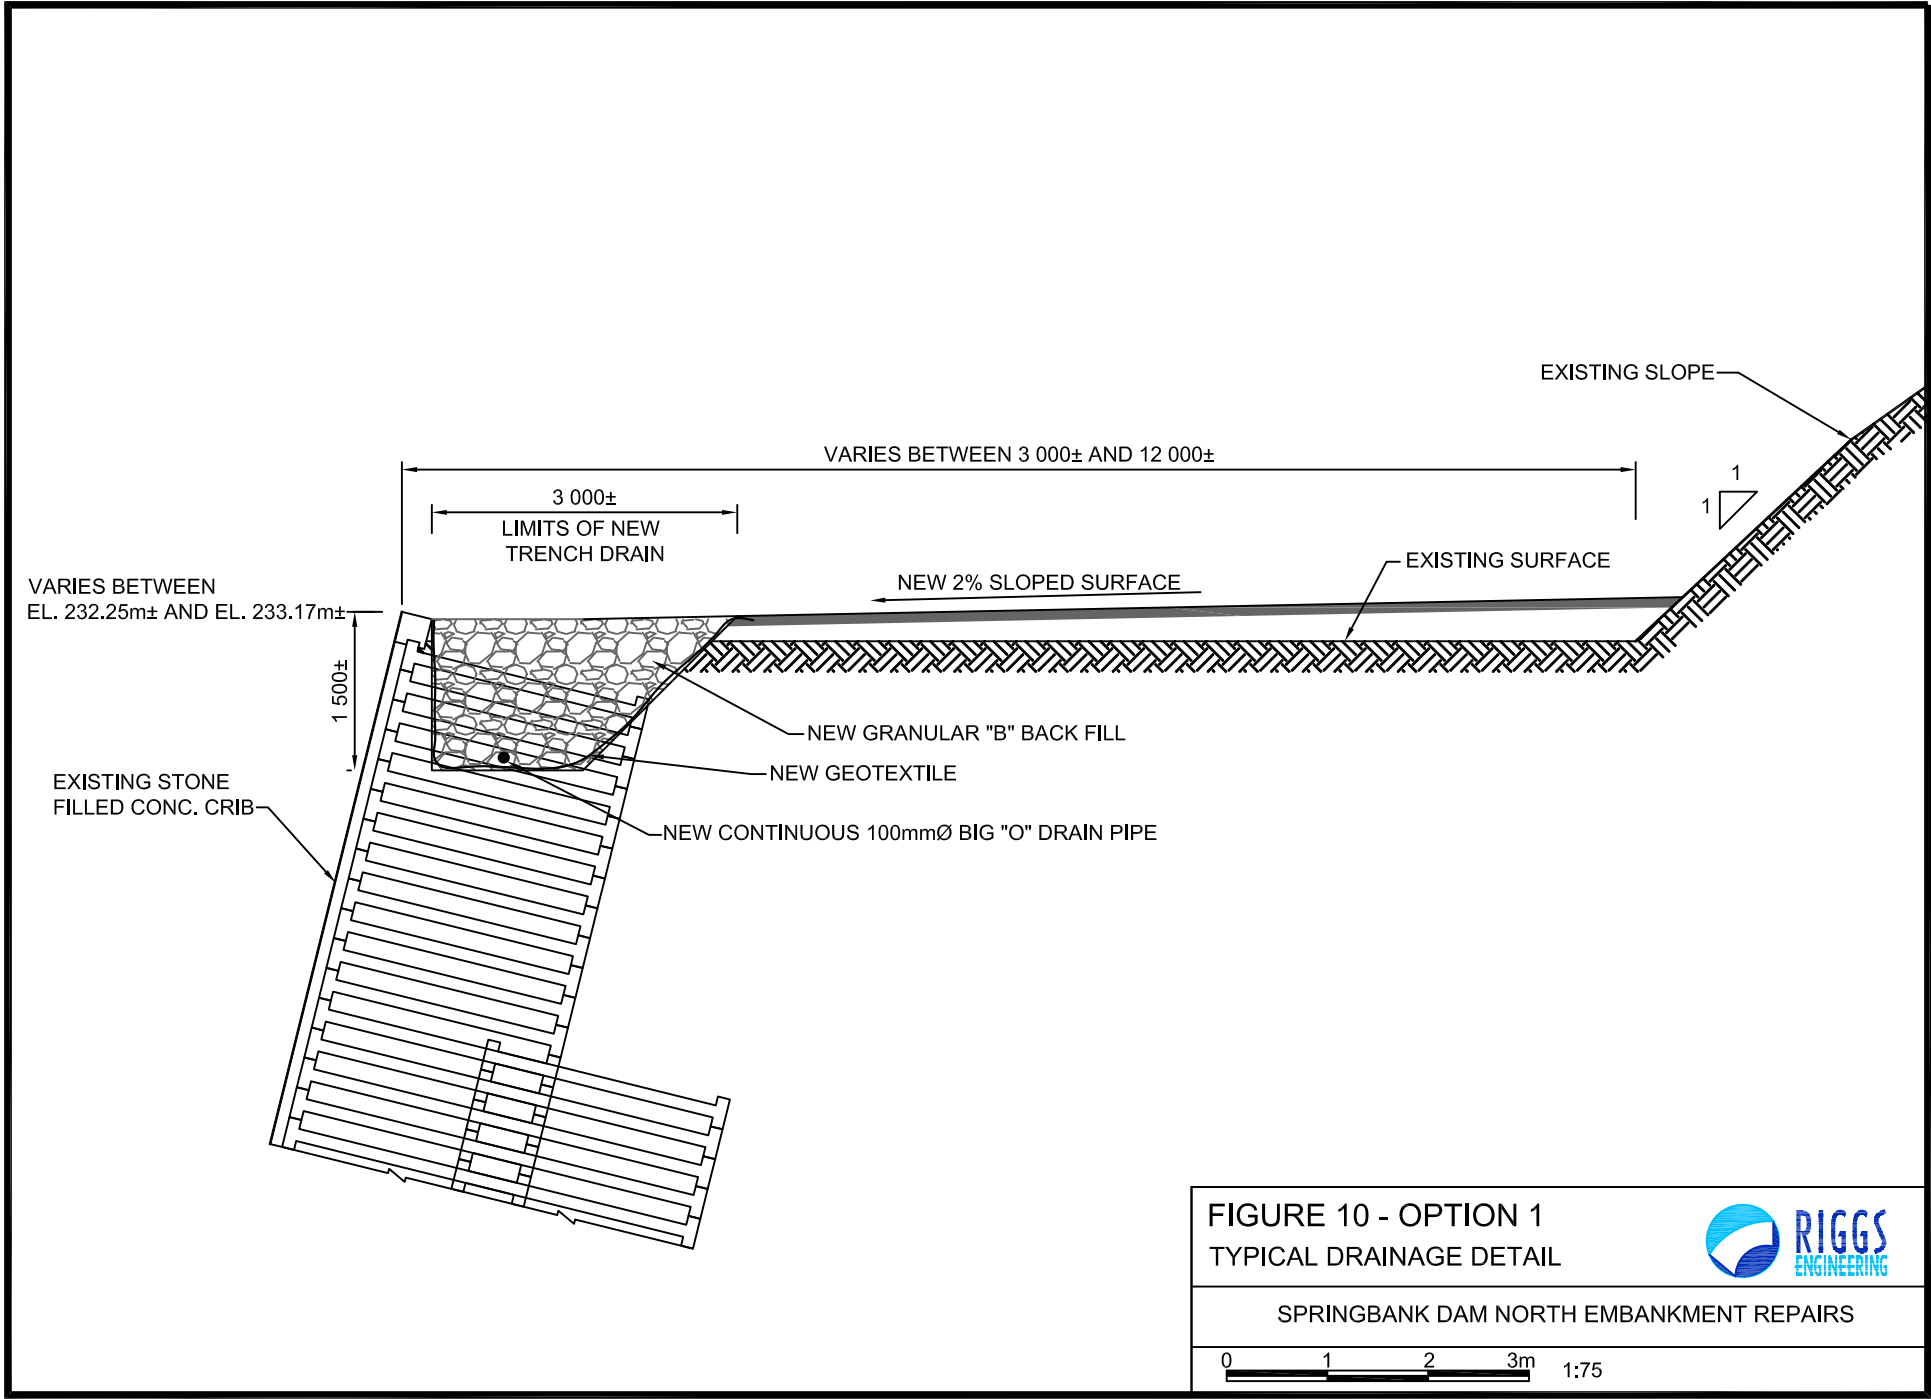 EXISTING SLOPE
VARIES BETWEEN 3 000± AND 12 000±
1
1
3 000±
LIMITS OF NEW
TRENCH DRAIN
EXISTING SURFACE
NEW 2% SLOPED SURFACE
VARIES BETWEEN
EL. 232.25m± AND EL. 233.17m±
1 500±
NEW GRANULAR "B" BACK FILL
NEW GEOTEXTILE
EXISTING STONE
FILLED CONC. CRIB
NEW CONTINUOUS 100mmØ BIG "O" DRAIN PIPE
FIGURE 10 - OPTION 1
TYPICAL DRAINAGE DETAIL
RIGGS
ENGINEERING
SPRINGBANK DAM NORTH EMBANKMENT REPAIRS
0 1 2 3m 1:75